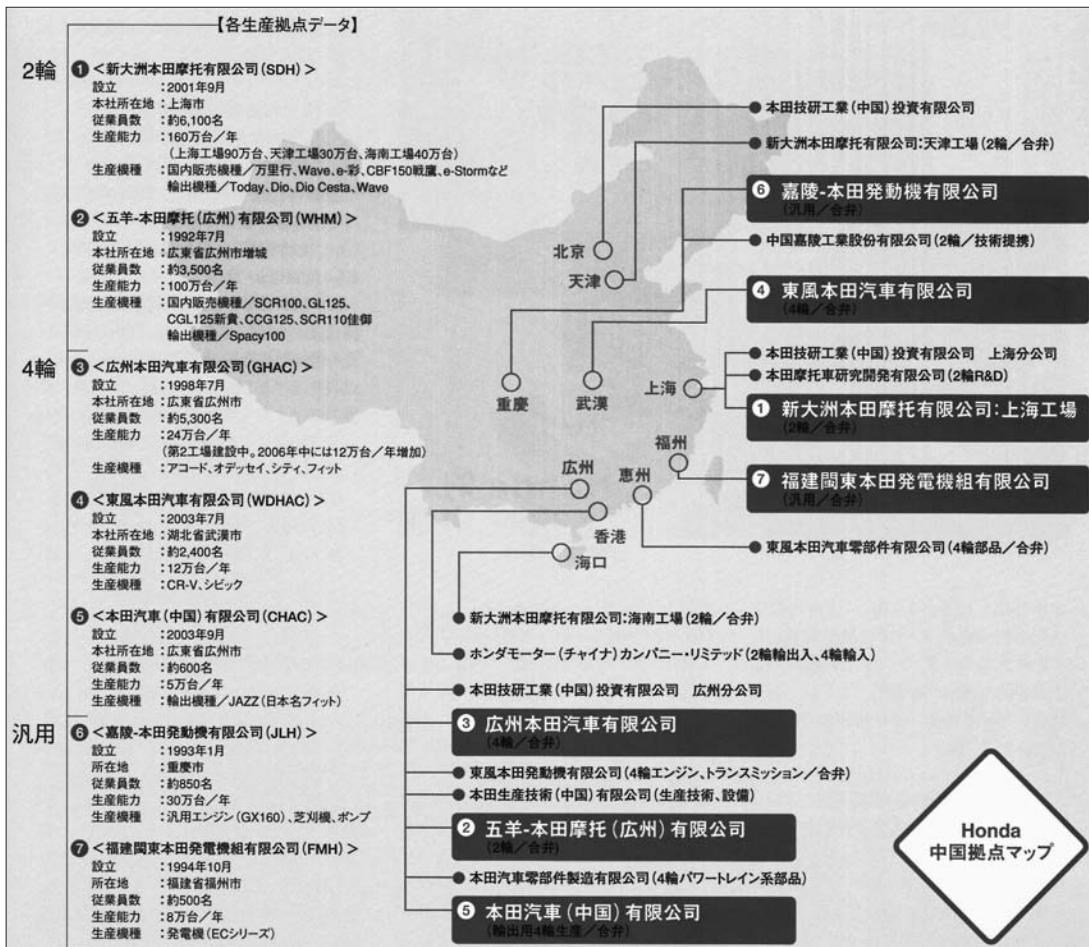 【各生産拠点データ】
2輪
❶<新大洲本田摩托有限公司(SDH)>
設立 :2001年9月
本社所在地:上海市
従業員数 :約6,100名
生産能力 :160万台/年
(上海工場90万台、天津工場30万台、海南工場40万台)
生産機種 :国内販売機種/万里行、Wave、e-彩、CBF150戦鷹、e-Stormなど
輸出機種/Today、Dio、Dio Cesta、Wave
❷<五羊-本田摩托(広州)有限公司(WHM)>
設立 :1992年7月
本社所在地:広東省広州市増城
従業員数 :約3,500名
生産能力 :100万台/年
生産機種 :国内販売機種/SCR100、GL125、
CGL125新貴、CCG125、SCR110佳御
輸出機種/Spacy100
4輪
❸<広州本田汽車有限公司(GHAC)>
設立 :1998年7月
本社所在地:広東省広州市
従業員数 :約5,300名
生産能力 :24万台/年
(第2工場建設中。2006年中には12万台/年増加)
生産機種 :アコード、オデッセイ、シティ、フィット
❹<東風本田汽車有限公司(WDHAC)>
設立 :2003年7月
本社所在地:湖北省武漢市
従業員数 :約2,400名
生産能力 :12万台/年
生産機種 :CR-V、シビック
❺<本田汽車(中国)有限公司(CHAC)>
設立 :2003年9月
本社所在地:広東省広州市
従業員数 :約600名
生産能力 :5万台/年
生産機種 :輸出機種/JAZZ(日本名フィット)
汎用
❻<嘉陵-本田発動機有限公司(JLH)>
設立 :1993年1月
所在地 :重慶市
従業員数 :約850名
生産能力 :30万台/年
生産機種 :汎用エンジン(GX160)、芝刈機、ポンプ
❼<福建閩東本田発電機組有限公司(FMH)>
設立 :1994年10月
所在地 :福建省福州市
従業員数 :約500名
生産能力 :8万台/年
生産機種 :発電機(ECシリーズ)
●本田技研工業(中国)投資有限公司
●新大洲本田摩托有限公司:天津工場(2輪/合弁)
❻ 嘉陵-本田発動機有限公司
(汎用/合弁)
●中国嘉陵工業股份有限公司(2輪/技術提携)
❹ 東風本田汽車有限公司
(4輪/合弁)
●本田技研工業(中国)投資有限公司 上海分公司
●本田摩托車研究開発有限公司(2輪R&D)
❶ 新大洲本田摩托有限公司:上海工場
(2輪/合弁)
❼ 福建閩東本田発電機組有限公司
(汎用/合弁)
●東風本田汽車零部件有限公司(4輪部品/合弁)
北京
天津
重慶
武漢
上海
福州
広州
恵州
香港
海口
●新大洲本田摩托有限公司:海南工場(2輪/合弁)
●ホンダモーター(チャイナ)カンパニー・リミテッド(2輪輸出入、4輪輸入)
●本田技研工業(中国)投資有限公司 広州分公司
❸ 広州本田汽車有限公司
(4輪/合弁)
●東風本田発動機有限公司(4輪エンジン、トランスミッション/合弁)
●本田生産技術(中国)有限公司(生産技術、設備)
❷ 五羊-本田摩托(広州)有限公司
(2輪/合弁)
●本田汽車零部件製造有限公司(4輪パワートレイン系部品)
❺ 本田汽車(中国)有限公司
(輸出用4輪生産/合弁)
Honda
中国拠点マップ